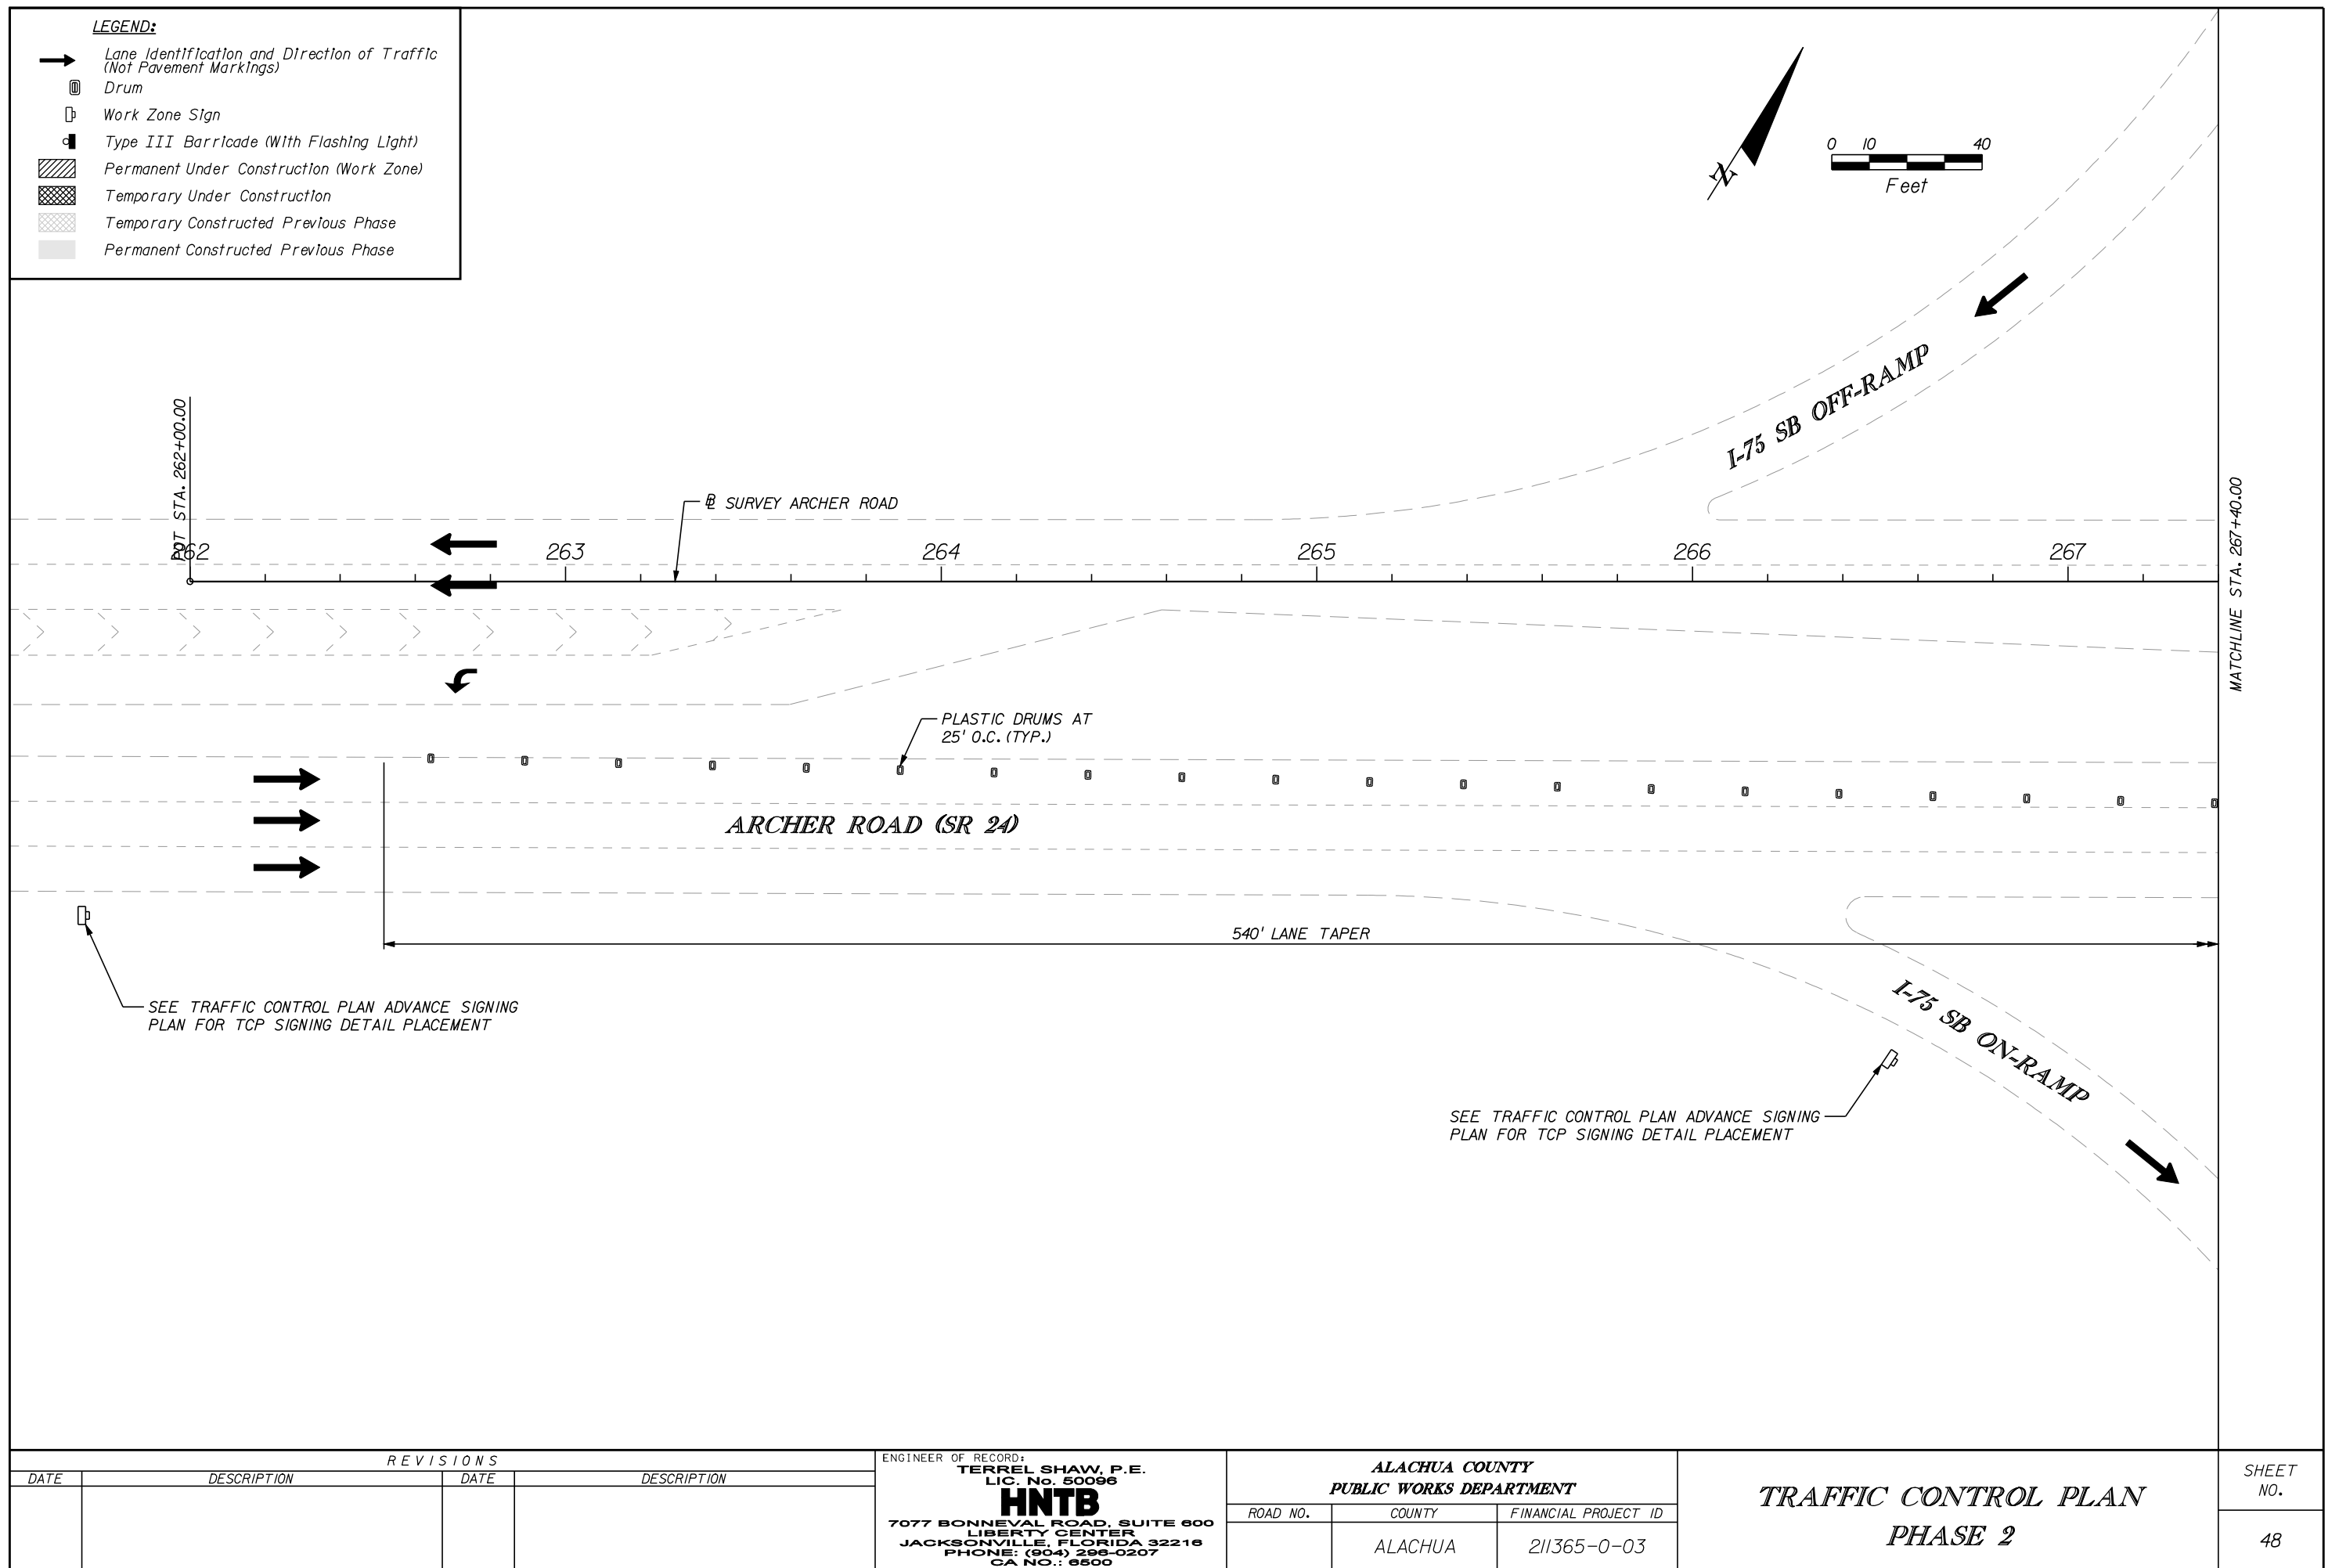 LEGEND:
Lane Identification and Direction of Traffic
(Not Pavement Markings)
Drum
Work Zone Sign
Type III Barricade (With Flashing Light)
Permanent Under Construction (Work Zone)
Temporary Under Construction
Temporary Constructed Previous Phase
Permanent Constructed Previous Phase
N
0 10 40
Feet
I-75 SB OFF-RAMP
POT STA. 262+00.00
SURVEY ARCHER ROAD
262 263 264 265 266 267
MATCHLINE STA. 267+40.00
PLASTIC DRUMS AT
25' O.C. (TYP.)
ARCHER ROAD (SR 24)
540' LANE TAPER
SEE TRAFFIC CONTROL PLAN ADVANCE SIGNING
PLAN FOR TCP SIGNING DETAIL PLACEMENT
I-75 SB ON-RAMP
SEE TRAFFIC CONTROL PLAN ADVANCE SIGNING
PLAN FOR TCP SIGNING DETAIL PLACEMENT
REVISIONS
DATE DESCRIPTION DATE DESCRIPTION
ENGINEER OF RECORD:
TERREL SHAW, P.E.
LIC. No. 50096
HNTB
7077 BONNEVAL ROAD, SUITE 600
LIBERTY CENTER
JACKSONVILLE, FLORIDA 32216
PHONE: (904) 296-0207
CA NO.: 6500
ALACHUA COUNTY
PUBLIC WORKS DEPARTMENT
ROAD NO. COUNTY FINANCIAL PROJECT ID
ALACHUA 211365-0-03
TRAFFIC CONTROL PLAN
PHASE 2
SHEET
NO.
48